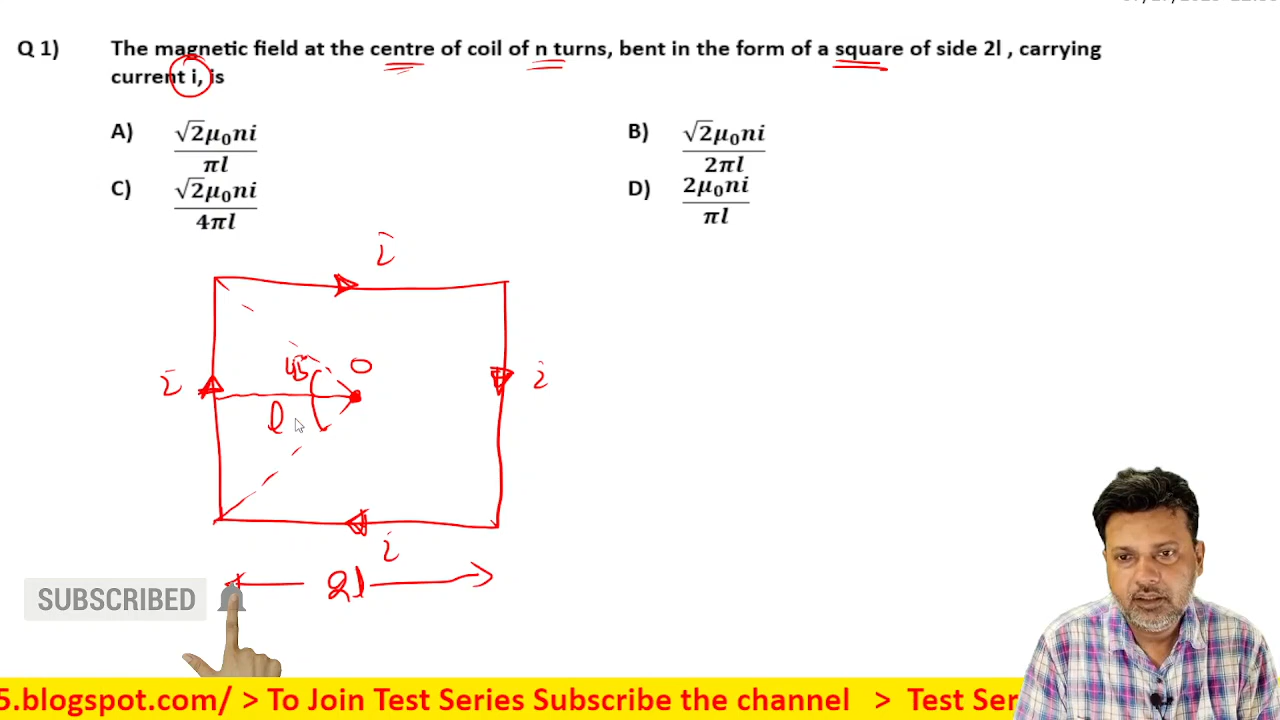 Q 1) The magnetic field at the centre of coil of n turns, bent in the form of a square of side 2l , carrying
current i, is
A) √2μ₀ni / πl
B) √2μ₀ni / 2πl
C) √2μ₀ni / 4πl
D) 2μ₀ni / πl
i
45 O
i
i
l
i
2l
SUBSCRIBED
5.blogspot.com/ > To Join Test Series Subscribe the channel > Test Ser